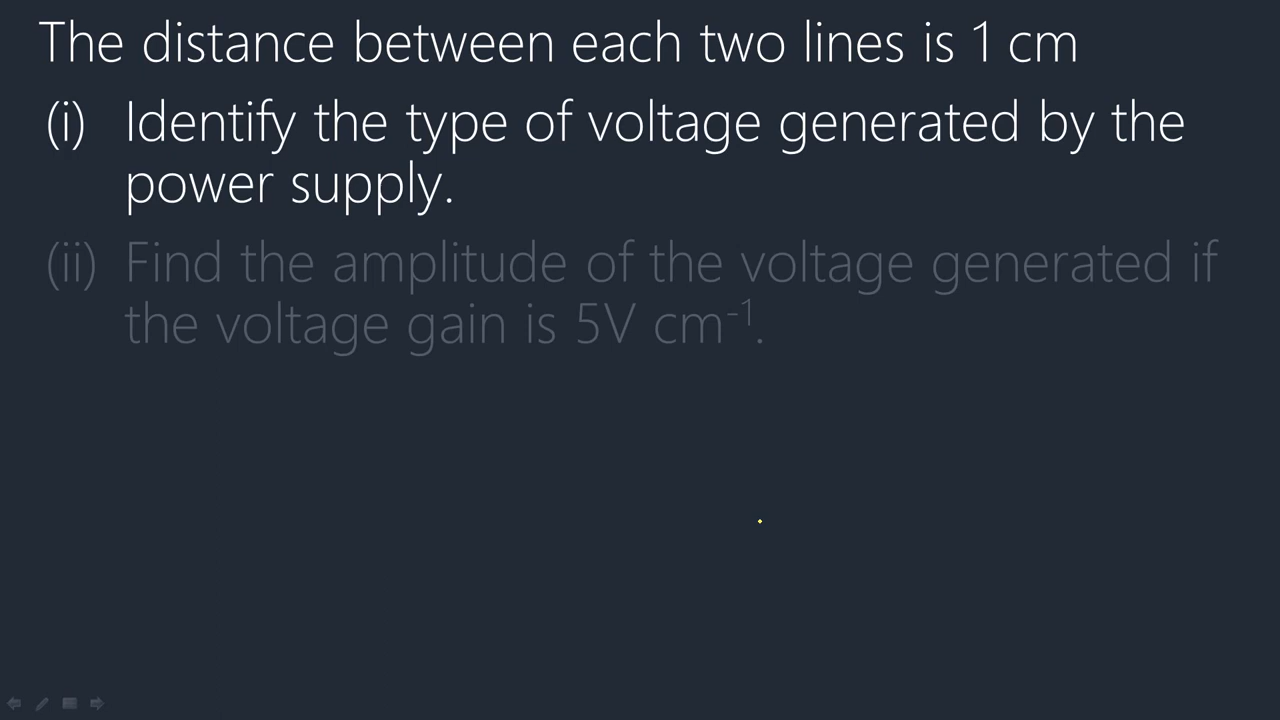 The distance between each two lines is 1 cm
(i) Identify the type of voltage generated by the
power supply.
(ii) Find the amplitude of the voltage generated if
the voltage gain is 5V cm⁻¹.